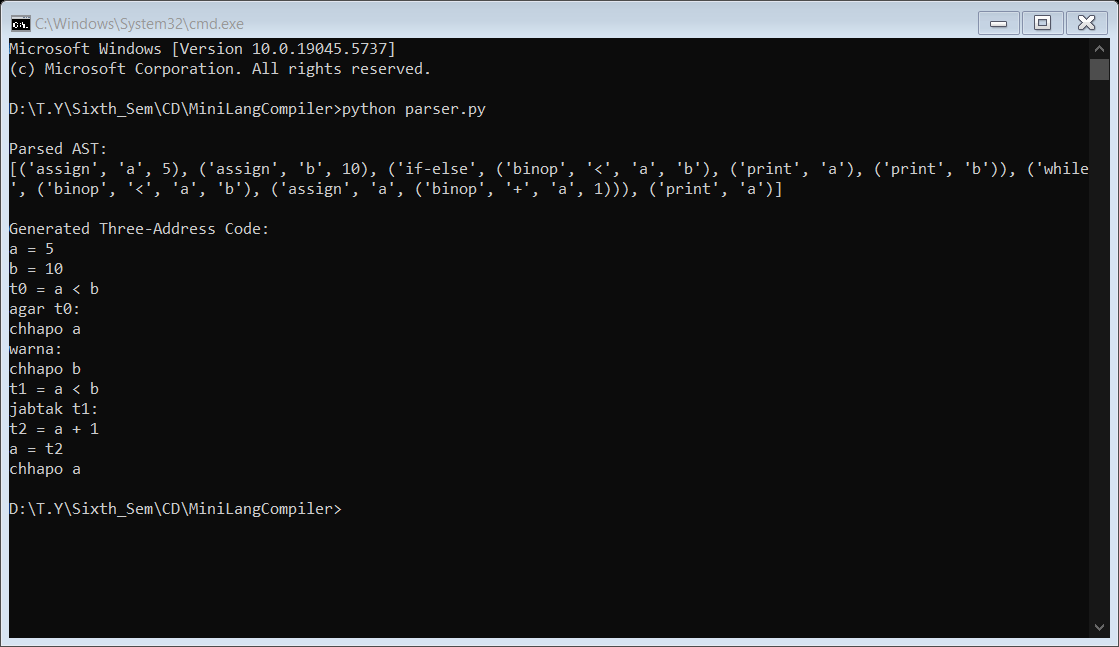 C:\Windows\System32\cmd.exe
Microsoft Windows [Version 10.0.19045.5737]
(c) Microsoft Corporation. All rights reserved.
D:\T.Y\Sixth_Sem\CD\MiniLangCompiler>python parser.py
Parsed AST:
[('assign', 'a', 5), ('assign', 'b', 10), ('if-else', ('binop', '<', 'a', 'b'), ('print', 'a'), ('print', 'b')), ('while
', ('binop', '<', 'a', 'b'), ('assign', 'a', ('binop', '+', 'a', 1))), ('print', 'a')]
Generated Three-Address Code:
a = 5
b = 10
t0 = a < b
agar t0:
chhapo a
warna:
chhapo b
t1 = a < b
jabtak t1:
t2 = a + 1
a = t2
chhapo a
D:\T.Y\Sixth_Sem\CD\MiniLangCompiler>